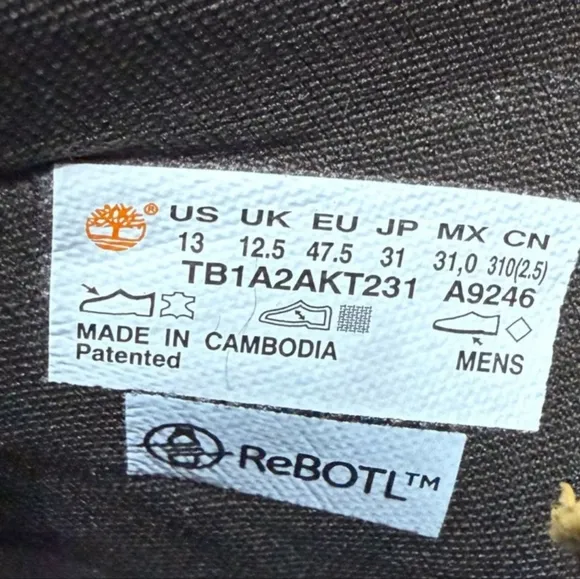 ® US UK EU JP MX CN
13 12.5 47.5 31 31,0 310(2.5)
TB1A2AKT231 A9246
MADE IN CAMBODIA
Patented MENS
ReBOTL™